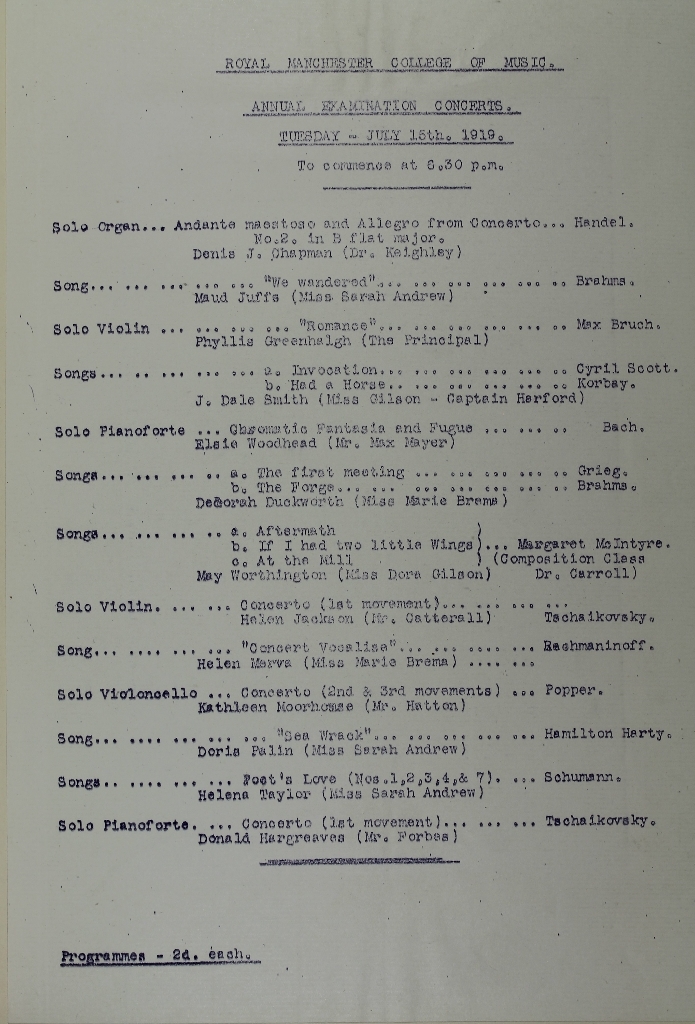 ROYAL MANCHESTER COLLEGE OF MUSIC.
ANNUAL EXAMINATION CONCERTS.
TUESDAY - JULY 15th. 1919.
To commence at 6.30 p.m.
Solo Organ... Andante maestoso and Allegro from Concerto... Handel.
No.2. in B flat major.
Denis J. Chapman (Dr. Keighley)
Song... ... ... ... ... ... "We wandered"... ... ... ... ... ... ... Brahms.
Maud Juffs (Miss Sarah Andrew)
Solo Violin ... ... ... ... ... "Romance"... ... ... ... ... ... ... Max Bruch.
Phyllis Greenhalgh (The Principal)
Songs... .. ... ... ... ... a. Invocation... ... ... ... ... ... ... Cyril Scott.
b. Had a Horse.. ... ... ... ... ... Korbay.
J. Dale Smith (Miss Gilson - Captain Harford)
Solo Pianoforte ... Chromatic Fantasia and Fugue ... ... ... Bach.
Elsie Woodhead (Mr. Max Mayer)
Songs... ... ... ... .. a. The first meeting ... ... ... ... ... ... Grieg.
b. The Forge... .. ... ... ... ... ... ... Brahms.
Deborah Duckworth (Miss Marie Brema)
Songs... ... ... ... .. a. Aftermath )
b. If I had two little Wings)... Margaret McIntyre.
c. At the Mill ) (Composition Class
May Worthington (Miss Dora Gilson) Dr. Carroll)
Solo Violin. ... ... Concerto (1st movement)... ... ... ...
Helen Jackson (Mr. Catterall) Tschaikovsky.
Song... .... ... ... ... "Concert Vocalise"... ... .... ... .... Rachmaninoff.
Helen Merva (Miss Marie Brema) .... ...
Solo Violoncello ... Concerto (2nd & 3rd movements) ... Popper.
Kathleen Moorhouse (Mr. Hatton)
Song... .... ... ... ... ... "Sea Wrack"... ... ... ... ... ... Hamilton Harty.
Doris Palin (Miss Sarah Andrew)
Songs.. .... ... ... ... Poet's Love (Nos.1,2,3,4,& 7). ... Schumann.
Helena Taylor (Miss Sarah Andrew)
Solo Pianoforte. ... Concerto (1st movement)... ... ... ... Tschaikovsky.
Donald Hargreaves (Mr. Forbes)
Programmes - 2d. each.